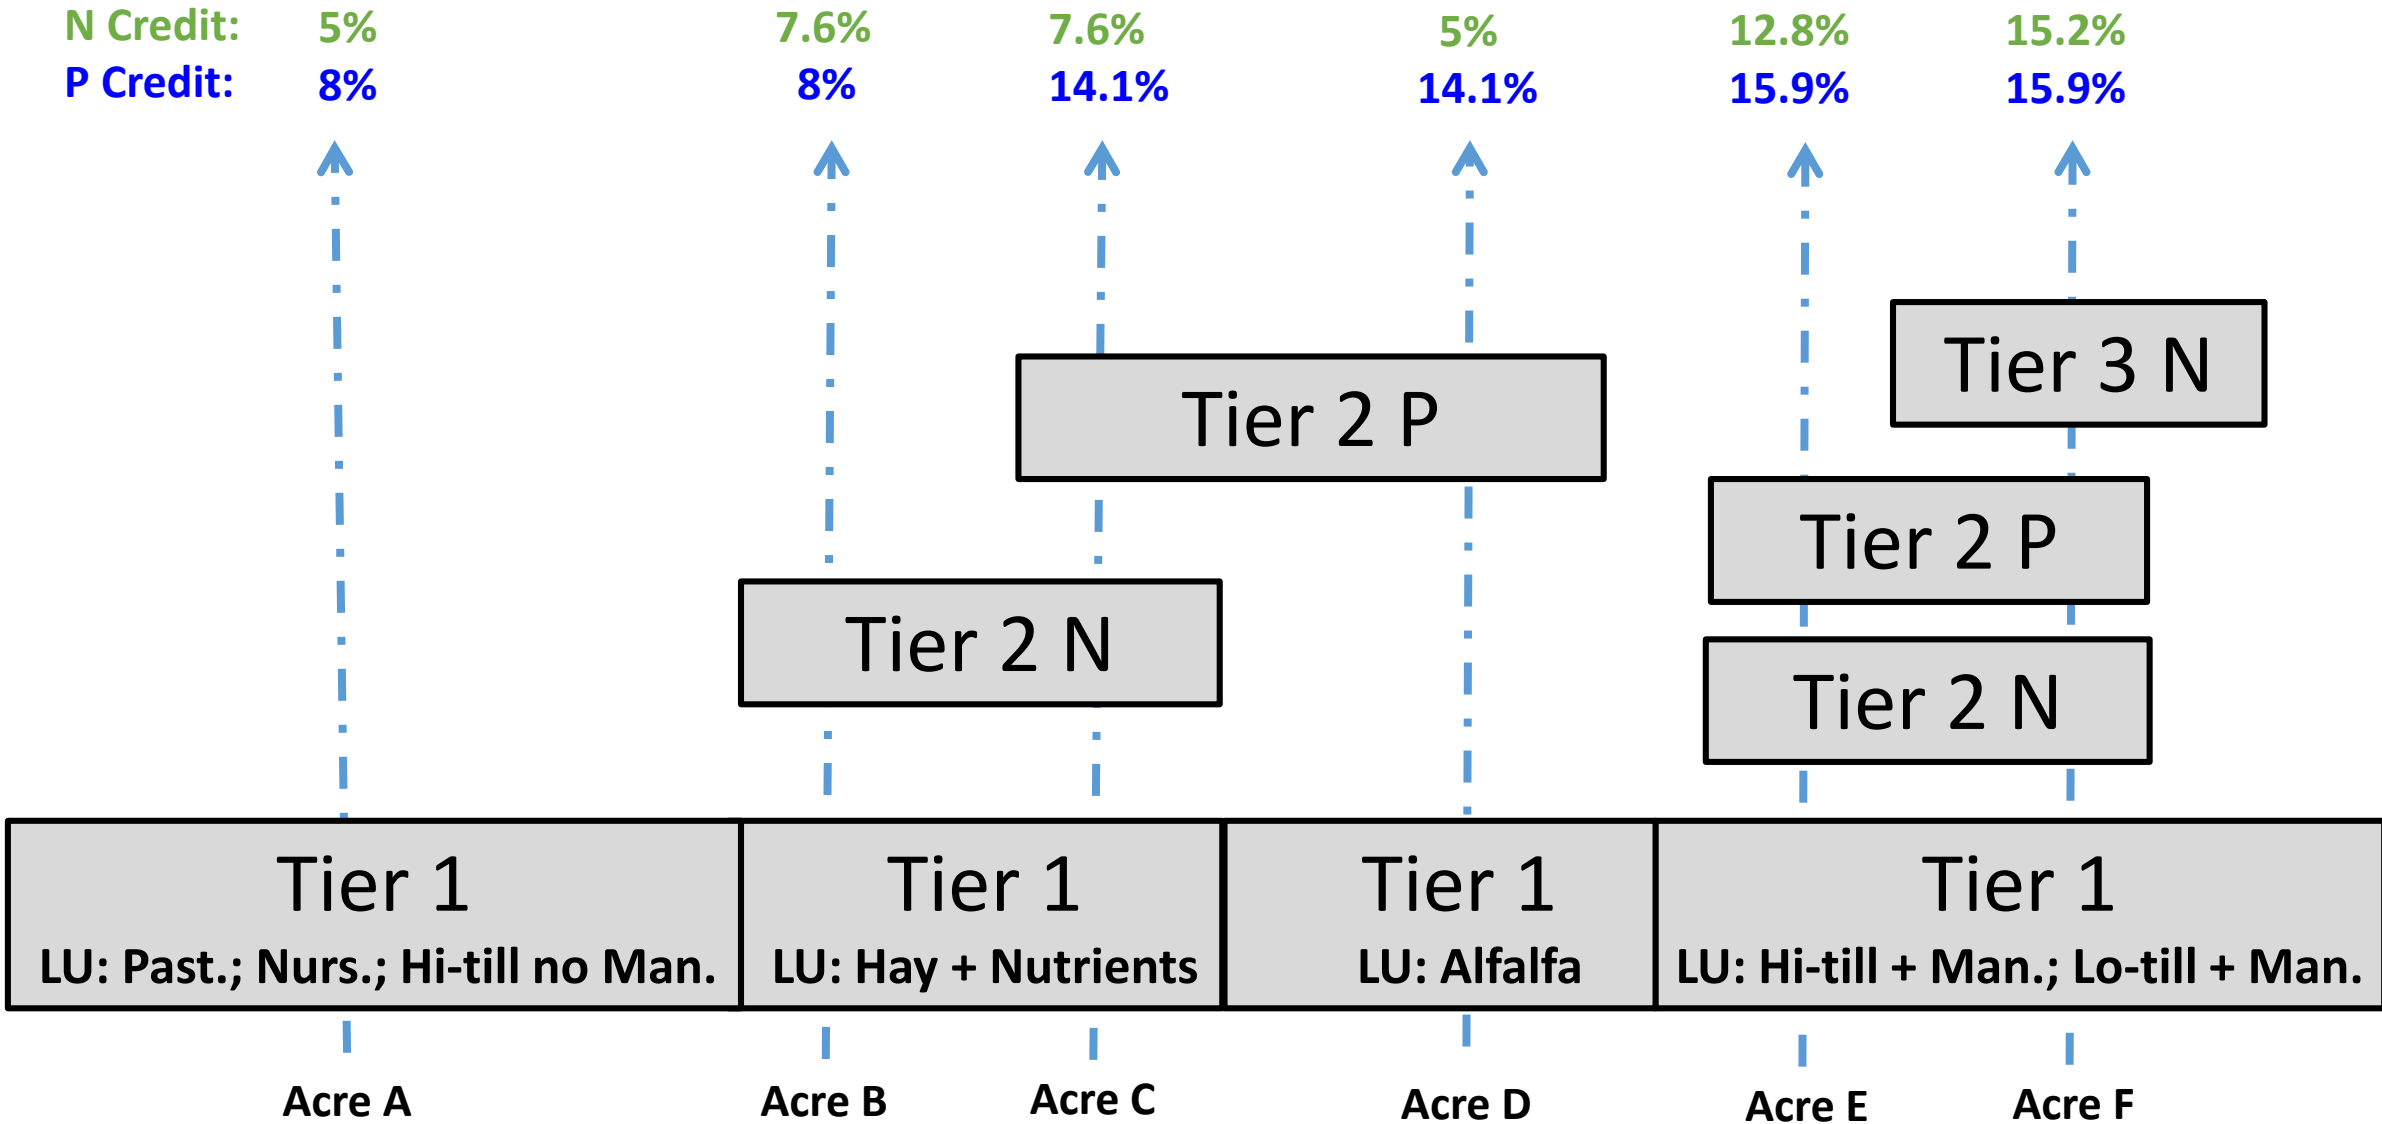 N Credit: 5% 7.6% 7.6% 5% 12.8% 15.2%
P Credit: 8% 8% 14.1% 14.1% 15.9% 15.9%
Tier 3 N
Tier 2 P
Tier 2 P
Tier 2 N
Tier 2 N
Tier 1
LU: Past.; Nurs.; Hi-till no Man.
Tier 1
LU: Hay + Nutrients
Tier 1
LU: Alfalfa
Tier 1
LU: Hi-till + Man.; Lo-till + Man.
Acre A Acre B Acre C Acre D Acre E Acre F